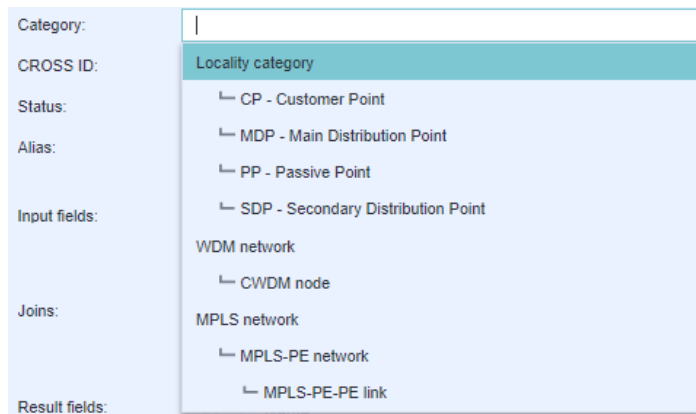 Category:
CROSS ID:
Locality category
Status:
CP - Customer Point
MDP - Main Distribution Point
Alias:
PP - Passive Point
Input fields:
SDP - Secondary Distribution Point
WDM network
CWDM node
Joins:
MPLS network
MPLS-PE network
MPLS-PE-PE link
Result fields: